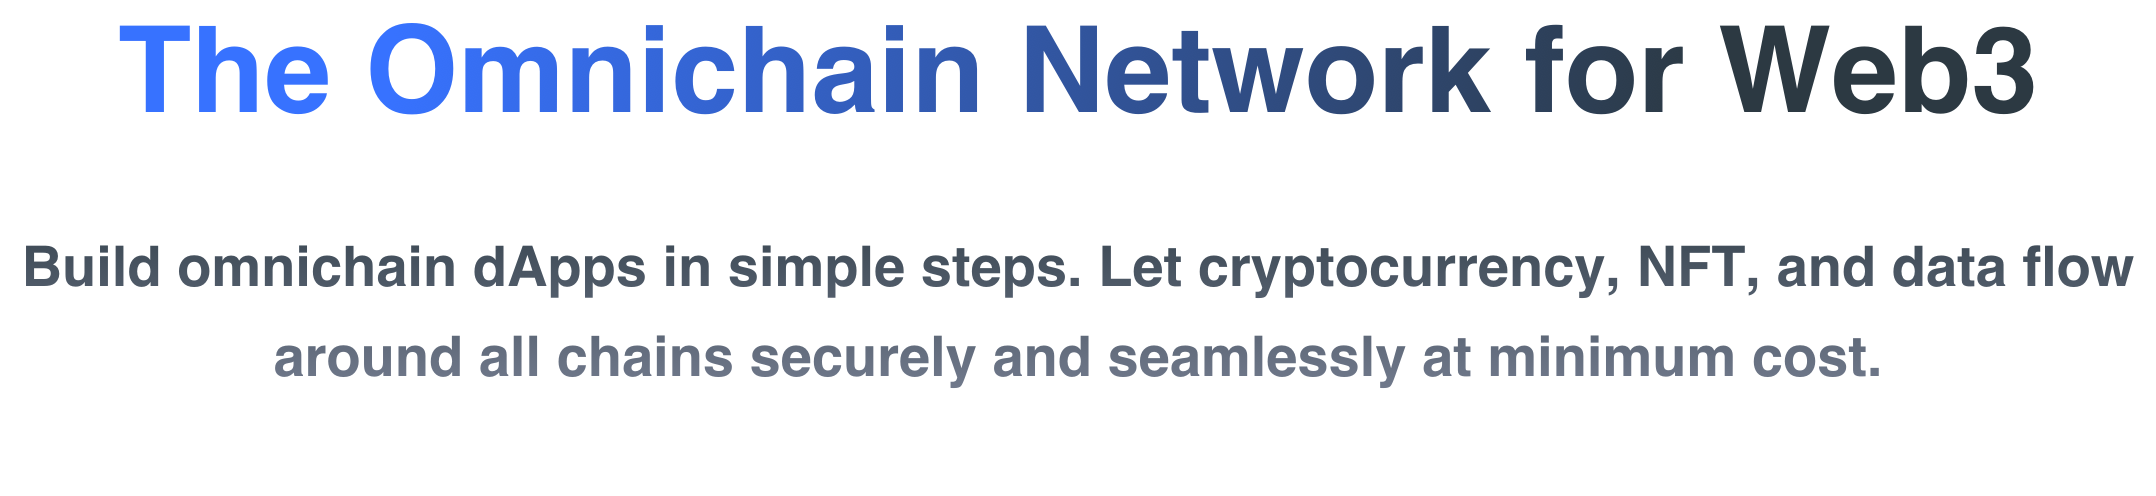 The Omnichain Network for Web3
Build omnichain dApps in simple steps. Let cryptocurrency, NFT, and data flow
around all chains securely and seamlessly at minimum cost.